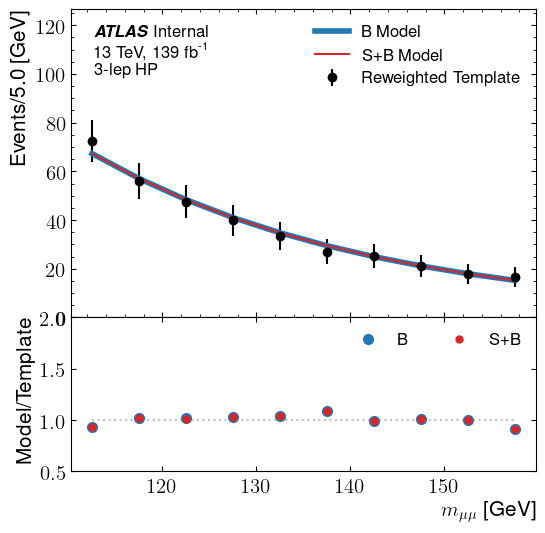 ATLAS Internal
13 TeV, 139 fb⁻¹
3-lep HP
B Model
S+B Model
Reweighted Template
Events/5.0 [GeV]
120
100
80
60
40
20
0
Model/Template
2.0
1.5
1.0
0.5
B
S+B
120
130
140
150
m_μμ [GeV]